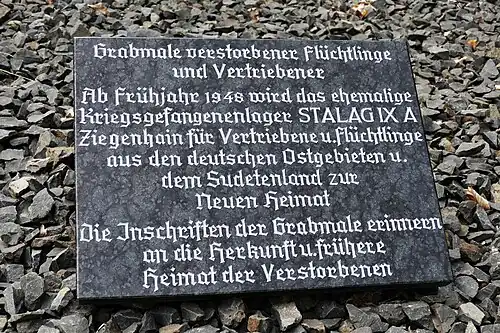 Grabmale verstorbener Flüchtlinge
und Vertriebener
Ab Frühjahr 1948 wird das ehemalige
Kriegsgefangenenlager STALAG IX A
Ziegenhain für Vertriebene u. Flüchtlinge
aus den deutschen Ostgebieten u.
dem Sudetenland zur
Neuen Heimat
Die Inschriften der Grabmale erinnern
an die Herkunft u. frühere
Heimat der Verstorbenen